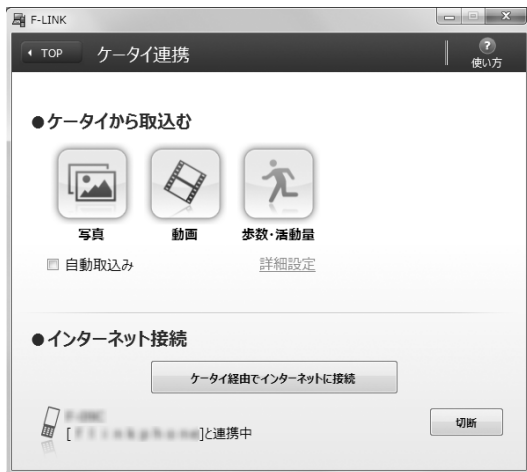 F-LINK
TOP ケータイ連携
?
使い方
●ケータイから取込む
写真 動画 歩数・活動量
自動取込み 詳細設定
●インターネット接続
ケータイ経由でインターネットに接続
[ ]と連携中
切断